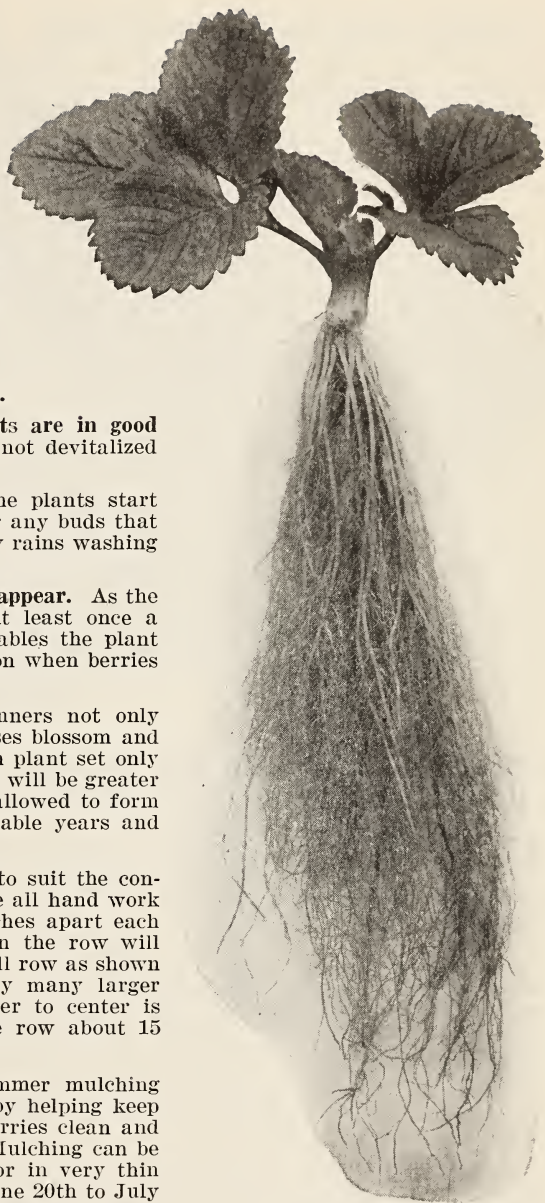 .
ts are in good
not devitalized
ne plants start
any buds that
y rains washing
appear. As the
t least once a
ables the plant
on when berries
nners not only
ses blossom and
n plant set only
will be greater
allowed to form
able years and
to suit the con-
e all hand work
hes apart each
n the row will
ll row as shown
y many larger
er to center is
e row about 15
mmer mulching
by helping keep
rries clean and
Mulching can be
or in very thin
ne 20th to July